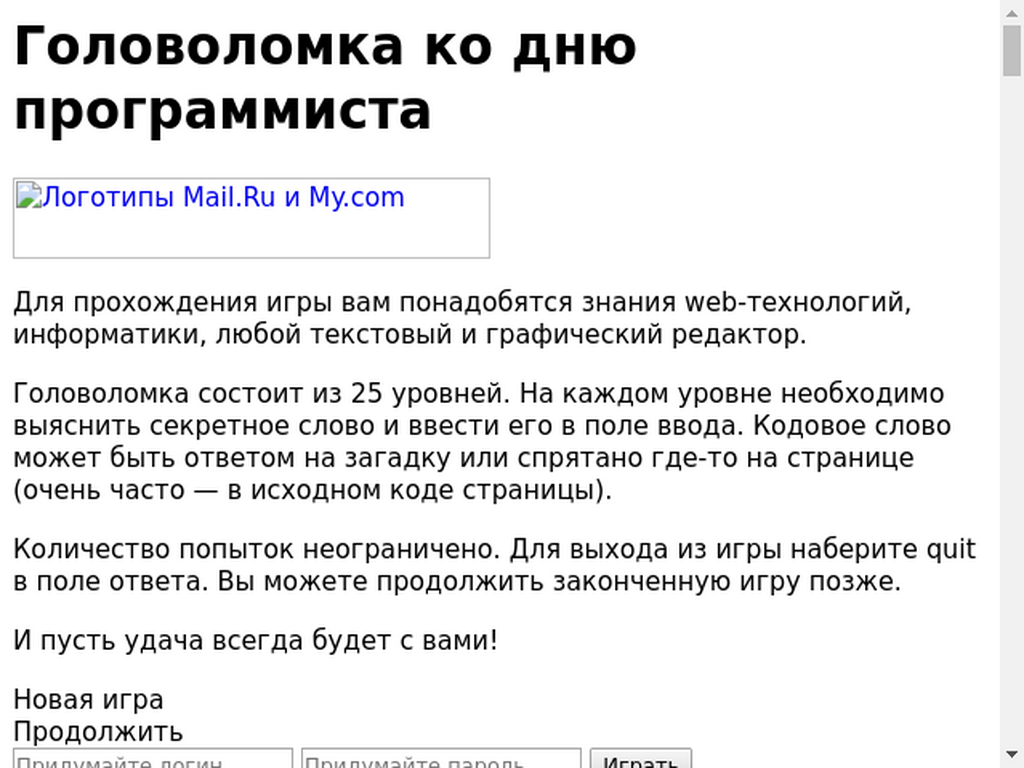 Головоломка ко дню
программиста
Логотипы Mail.Ru и My.com
Для прохождения игры вам понадобятся знания web-технологий,
информатики, любой текстовый и графический редактор.
Головоломка состоит из 25 уровней. На каждом уровне необходимо
выяснить секретное слово и ввести его в поле ввода. Кодовое слово
может быть ответом на загадку или спрятано где-то на странице
(очень часто — в исходном коде страницы).
Количество попыток неограничено. Для выхода из игры наберите quit
в поле ответа. Вы можете продолжить законченную игру позже.
И пусть удача всегда будет с вами!
Новая игра
Продолжить
Придумайте логин Придумайте пароль Играть